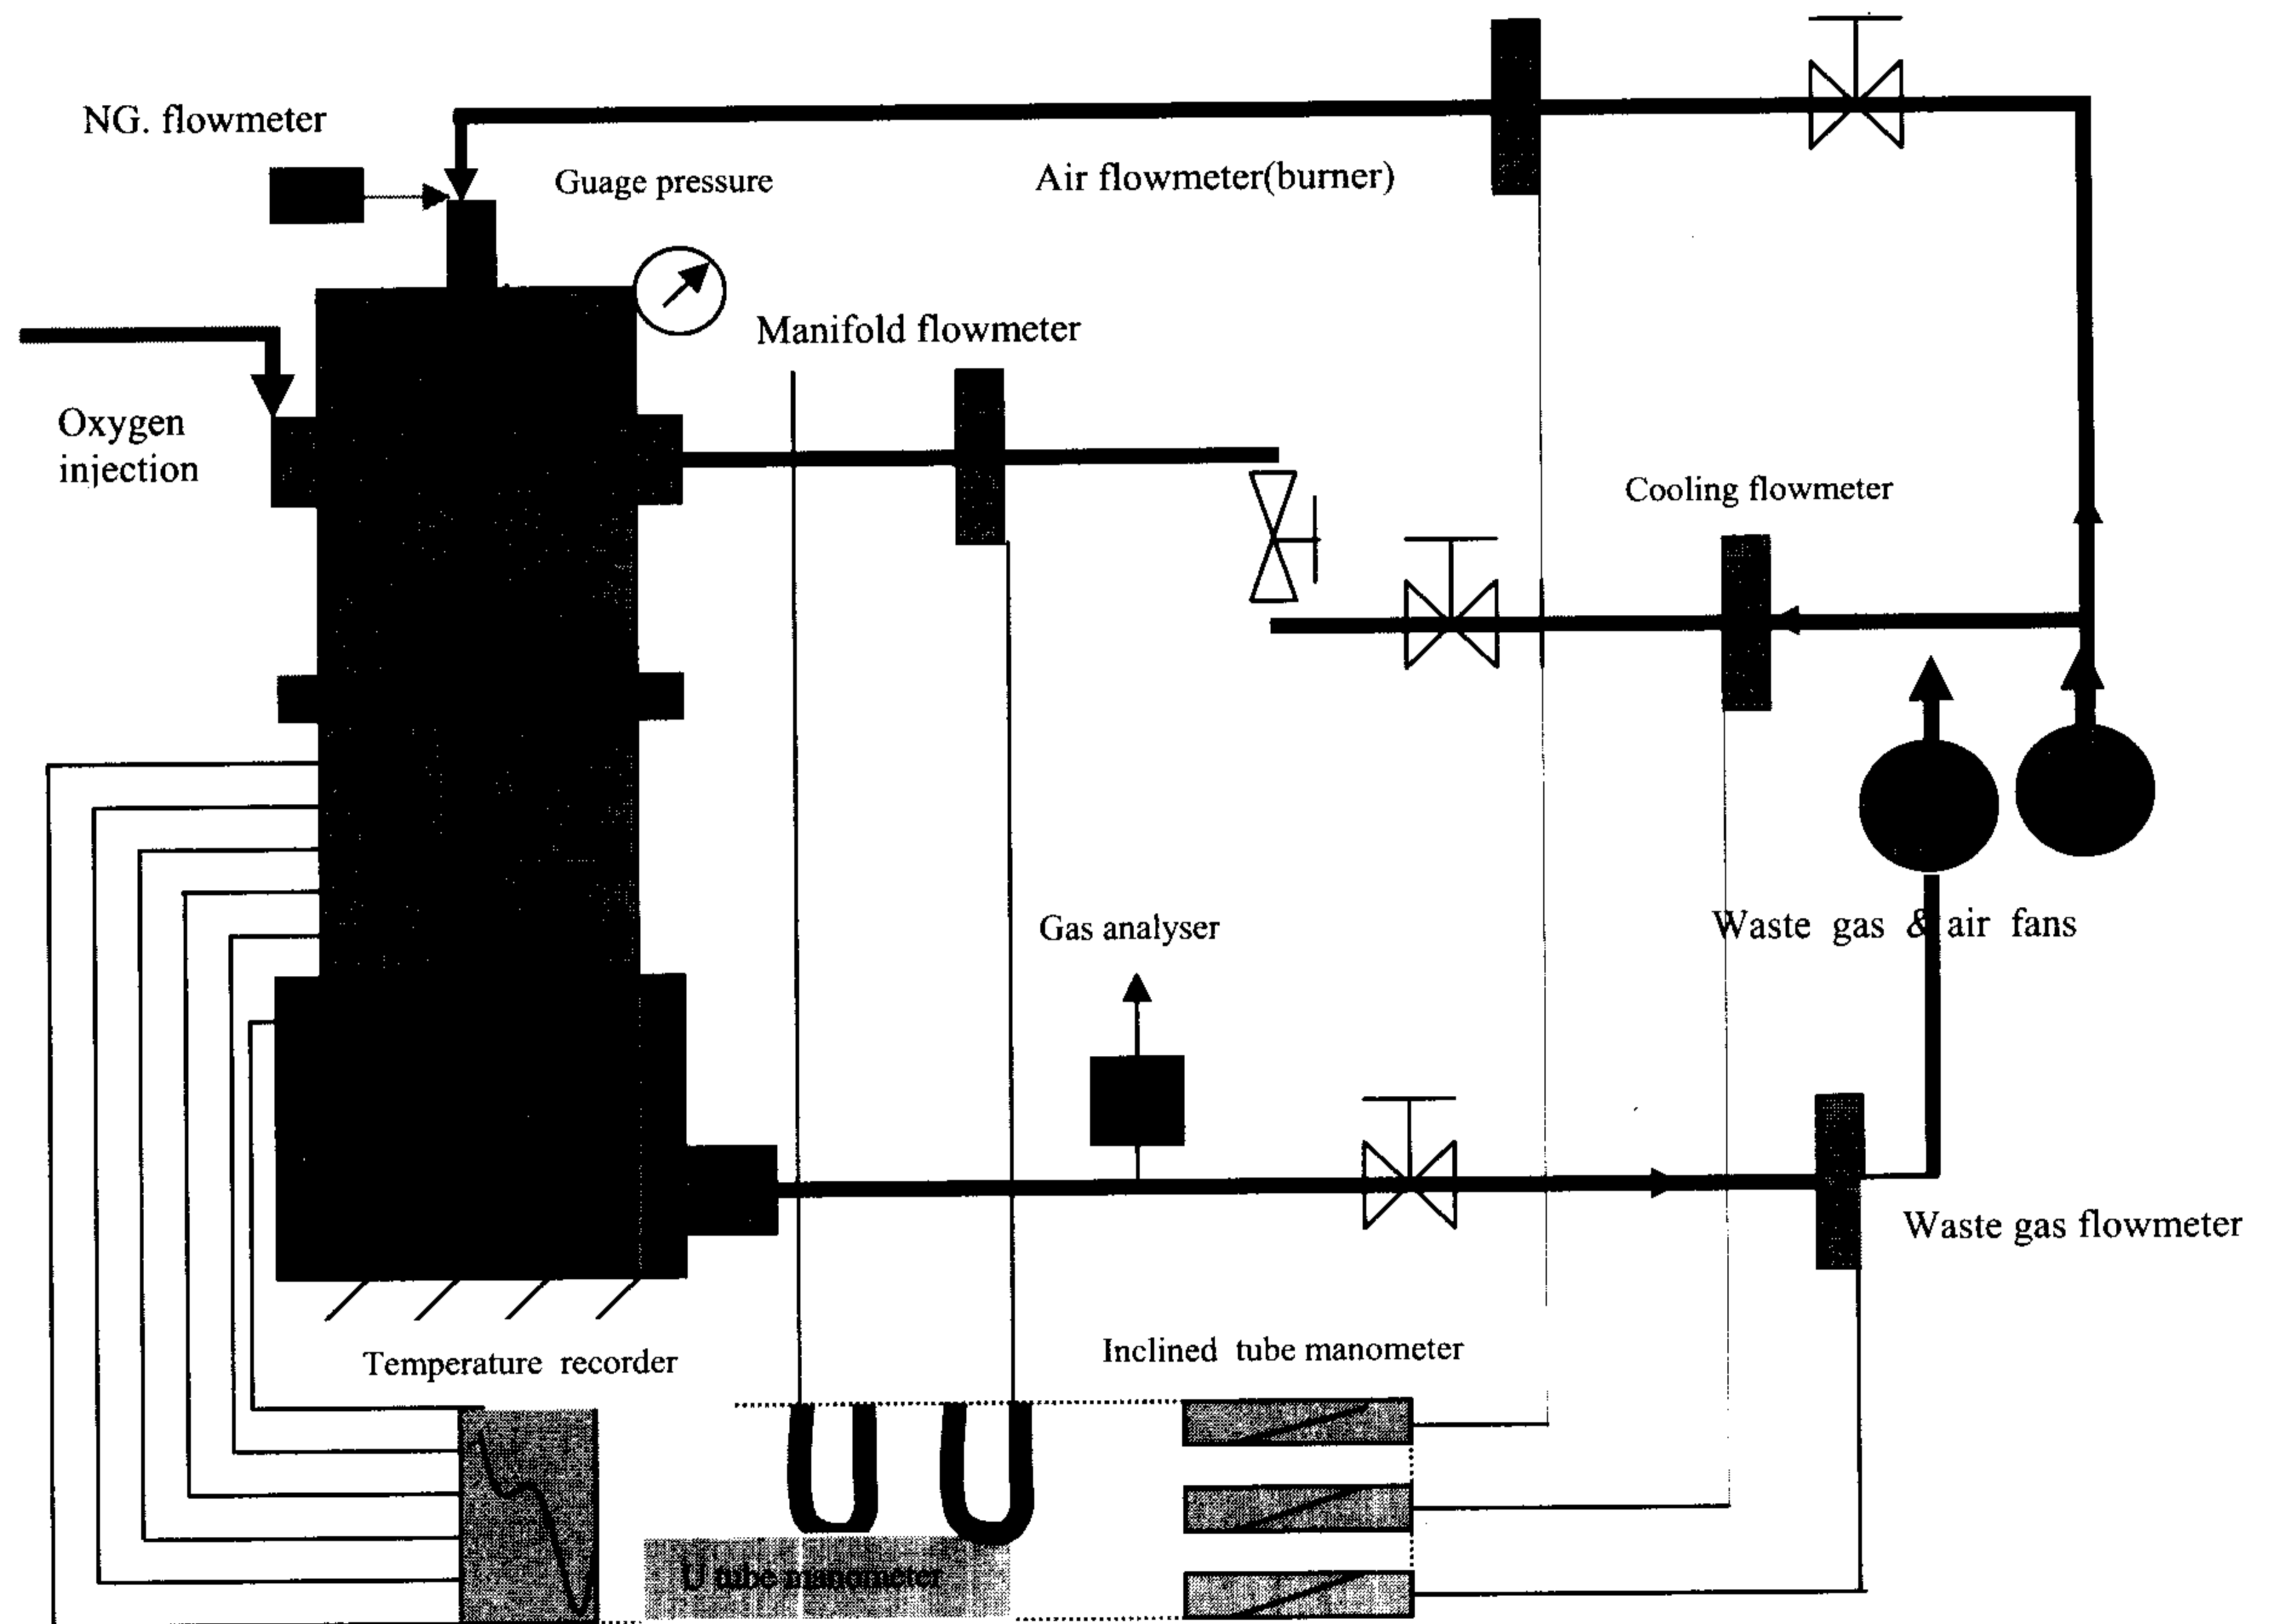 NG. flowmeter
Guage pressure
Air flowmeter(burner)
Manifold flowmeter
Oxygen
injection
Cooling flowmeter
Gas analyser
Waste gas & air fans
Waste gas flowmeter
Temperature recorder
Inclined tube manometer
U tube manometer